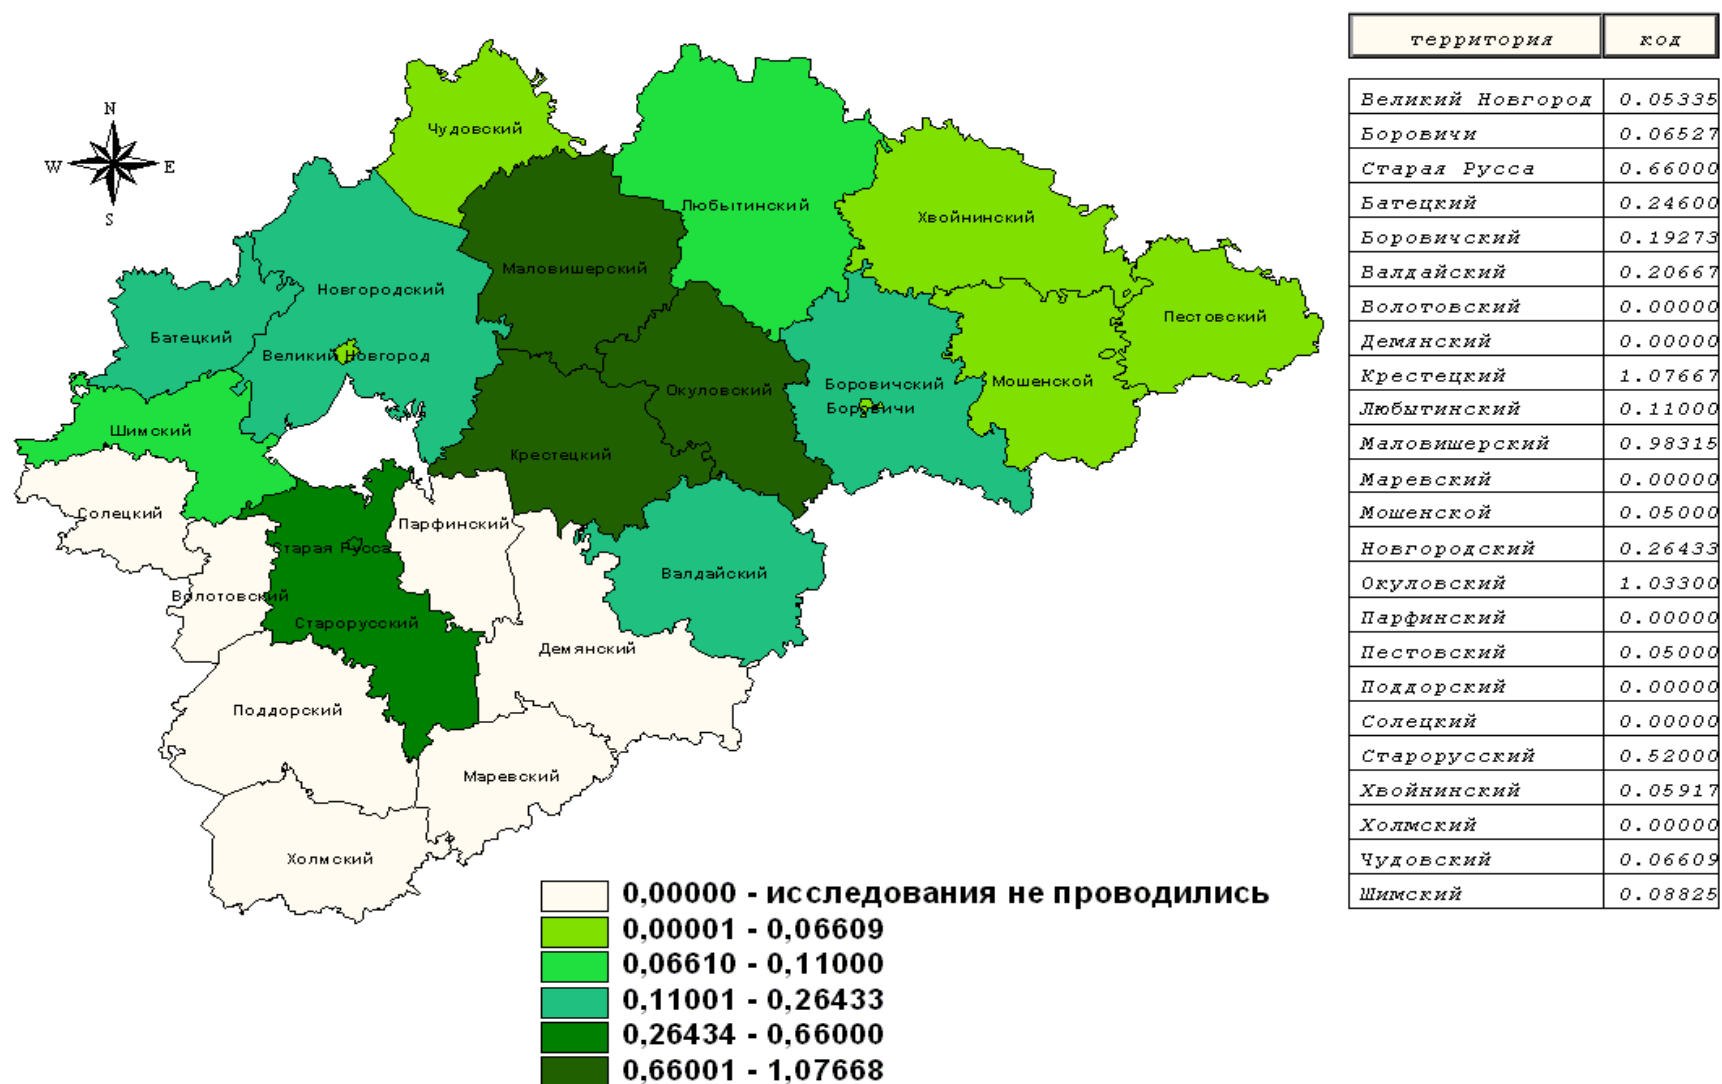 N
W
E
S
Чудовский
Любытинский
Хвойнинский
Маловишерский
Новгородский
Пестовский
Батецкий
Великий Новгород
Окуловский
Боровичский
Мошенской
Боровичи
Шимский
Крестецкий
Солецкий
Парфинский
Старая Русса
Валдайский
Волотовский
Старорусский
Демянский
Поддорский
Маревский
Холмский
0,00000 - исследования не проводились
0,00001 - 0,06609
0,06610 - 0,11000
0,11001 - 0,26433
0,26434 - 0,66000
0,66001 - 1,07668
территория код
Великий Новгород 0.05335
Боровичи 0.06527
Старая Русса 0.66000
Батецкий 0.24600
Боровичский 0.19273
Валдайский 0.20667
Волотовский 0.00000
Демянский 0.00000
Крестецкий 1.07667
Любытинский 0.11000
Маловишерский 0.98315
Маревский 0.00000
Мошенской 0.05000
Новгородский 0.26433
Окуловский 1.03300
Парфинский 0.00000
Пестовский 0.05000
Поддорский 0.00000
Солецкий 0.00000
Старорусский 0.52000
Хвойнинский 0.05917
Холмский 0.00000
Чудовский 0.06609
Шимский 0.08825